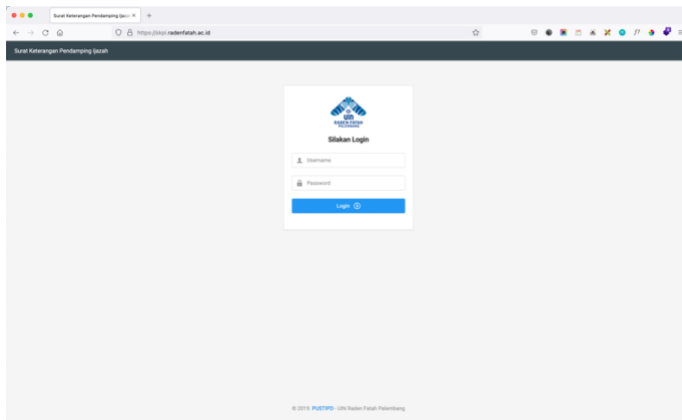 Surat Keterangan Pendamping Ijazah
https://skpi.radenfatah.ac.id
Surat Keterangan Pendamping Ijazah
UIN
RADEN FATAH
PALEMBANG
Silakan Login
Username
Password
Login
© 2019. PUSTIPD - UIN Raden Fatah Palembang